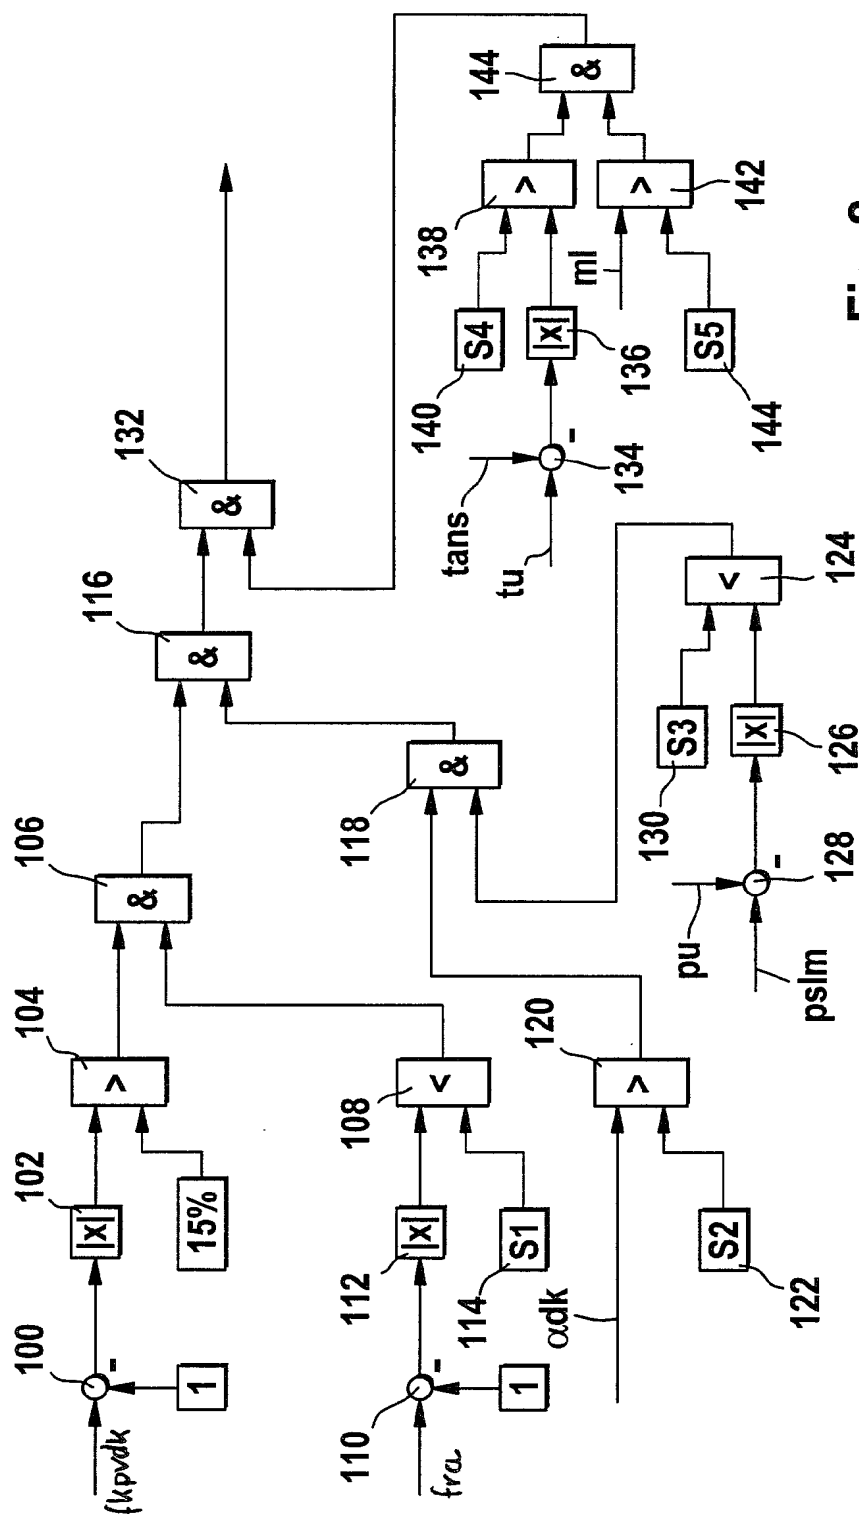 100
102
104
106
116
132
fkpvdk
-
|x|
>
1
15%
&
&
&
110
112
108
118
fra
-
|x|
<
1
114
S1
&
αdk
120
>
122
S2
tans
tu
134
-
140
S4
|x|
136
138
>
ml
>
142
144
&
144
S5
pu
pslm
128
-
130
S3
|x|
126
<
124